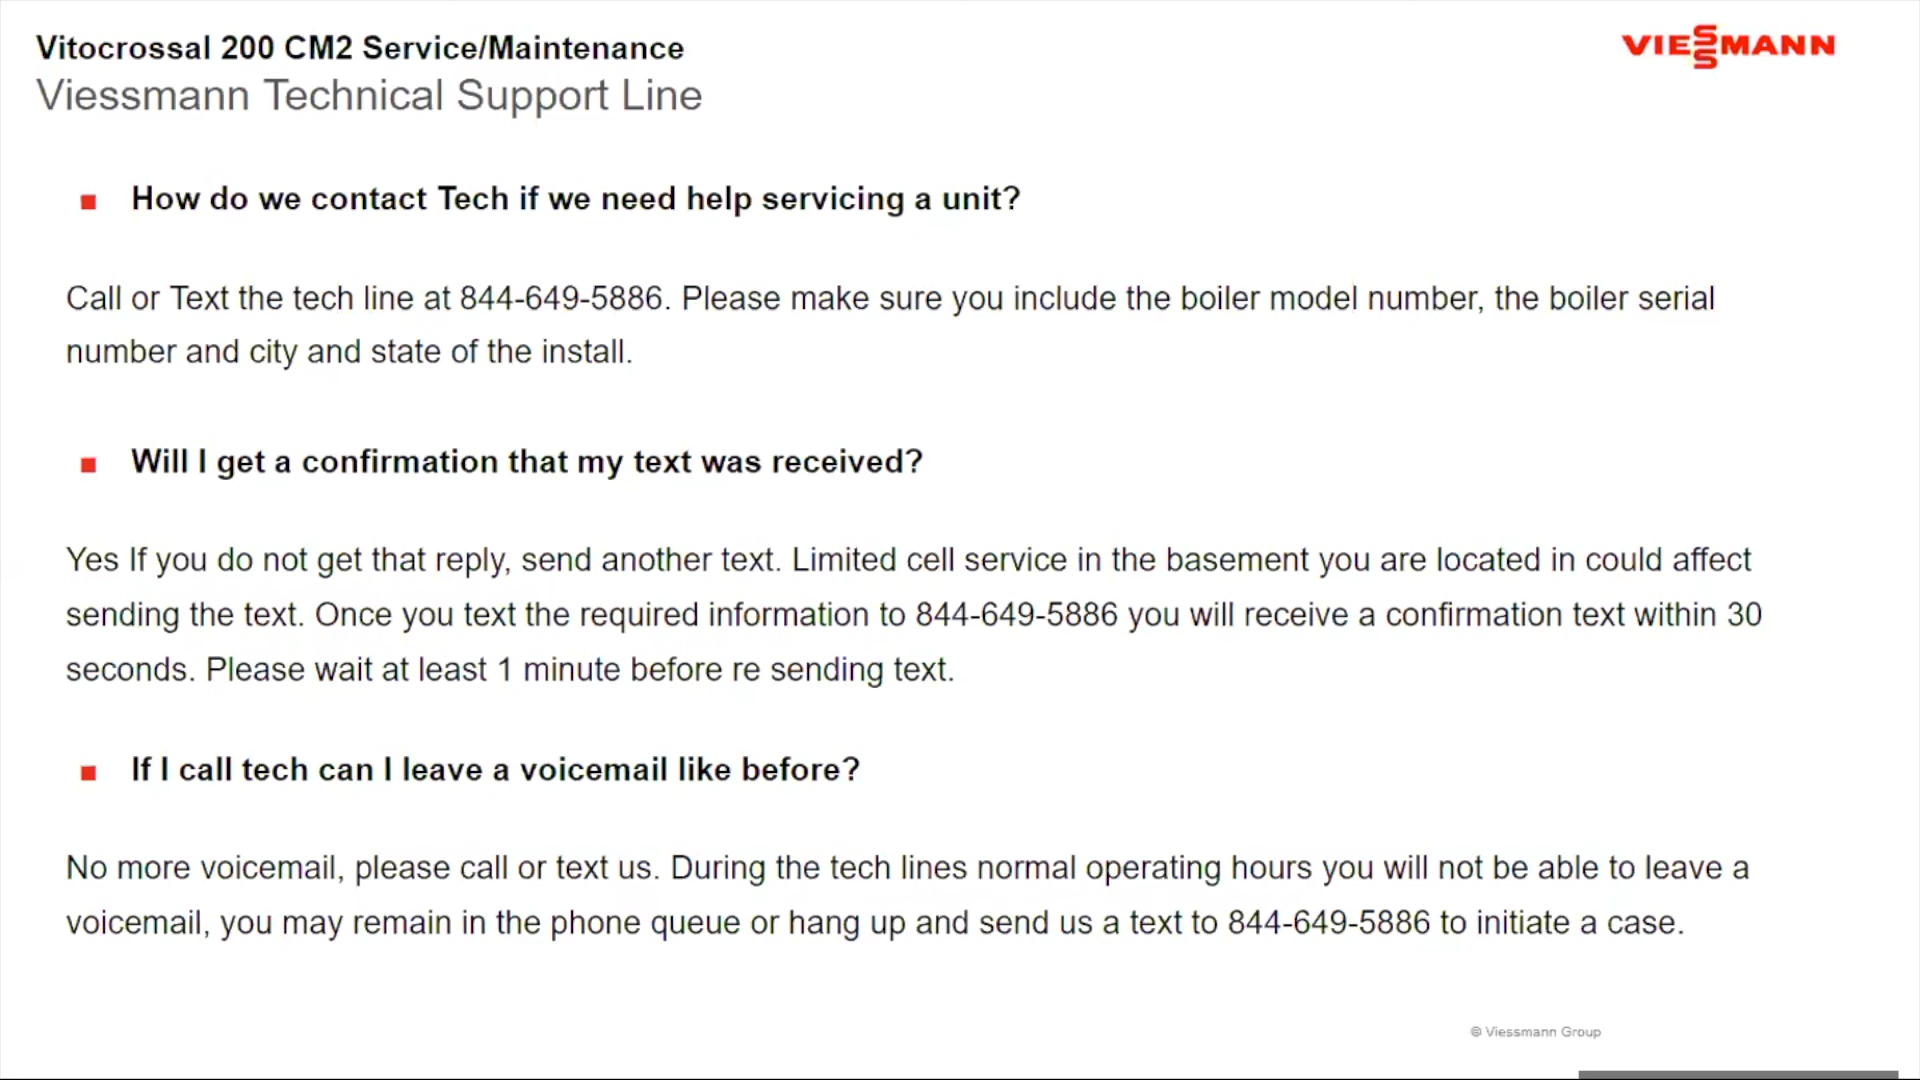 Vitocrossal 200 CM2 Service/Maintenance
VIESSMANN
Viessmann Technical Support Line
How do we contact Tech if we need help servicing a unit?
Call or Text the tech line at 844-649-5886. Please make sure you include the boiler model number, the boiler serial
number and city and state of the install.
Will I get a confirmation that my text was received?
Yes If you do not get that reply, send another text. Limited cell service in the basement you are located in could affect
sending the text. Once you text the required information to 844-649-5886 you will receive a confirmation text within 30
seconds. Please wait at least 1 minute before re sending text.
If I call tech can I leave a voicemail like before?
No more voicemail, please call or text us. During the tech lines normal operating hours you will not be able to leave a
voicemail, you may remain in the phone queue or hang up and send us a text to 844-649-5886 to initiate a case.
© Viessmann Group